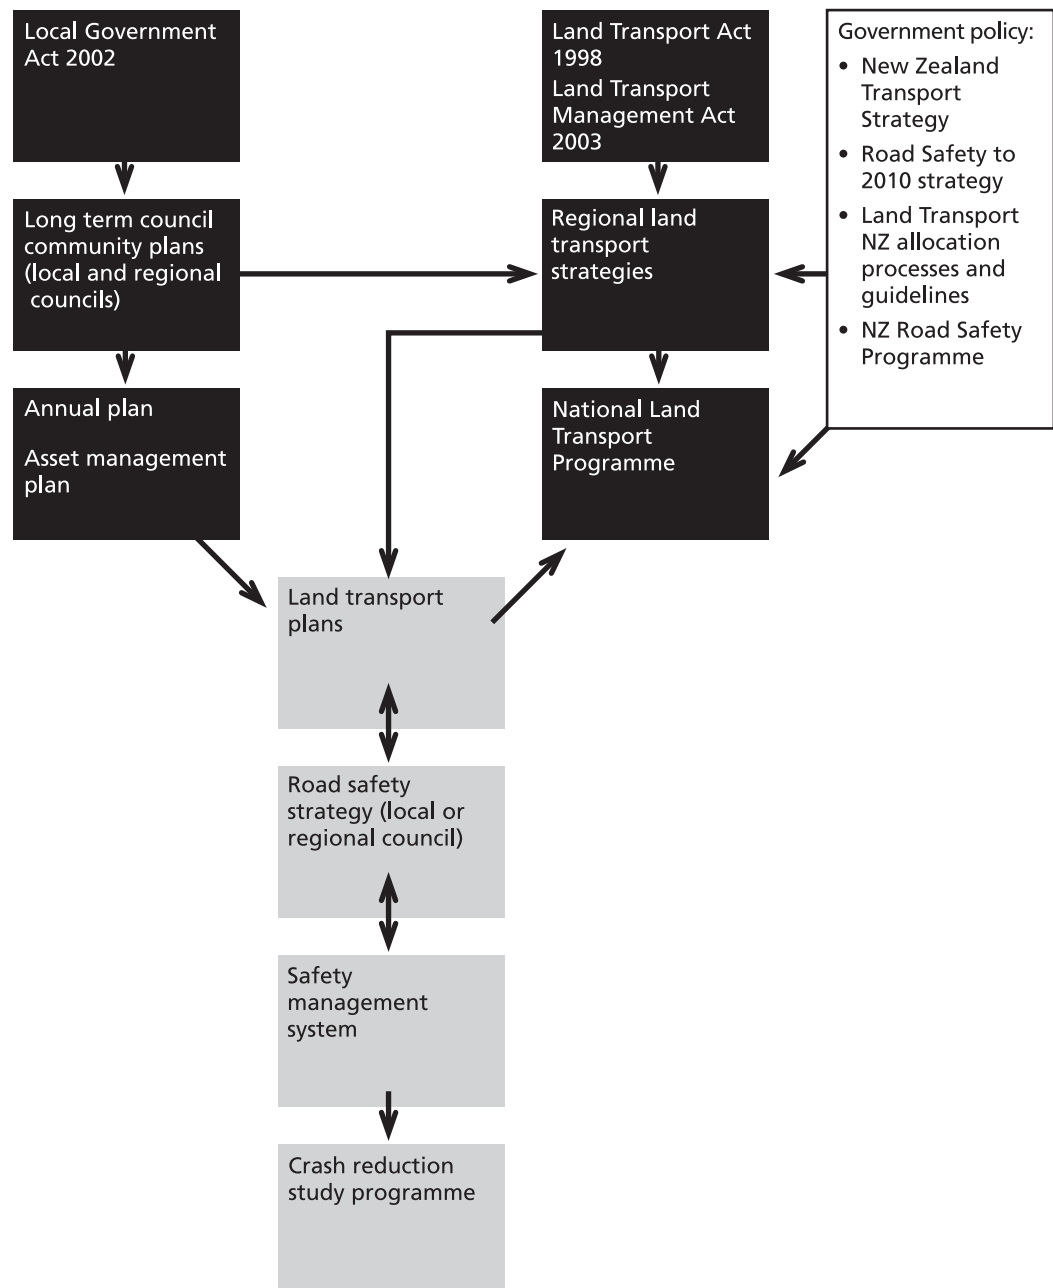 Local Government
Act 2002
Land Transport Act
1998
Land Transport
Management Act
2003
Government policy:
• New Zealand
Transport
Strategy
• Road Safety to
2010 strategy
• Land Transport
NZ allocation
processes and
guidelines
• NZ Road Safety
Programme
Long term council
community plans
(local and regional
councils)
Regional land
transport
strategies
Annual plan
Asset management
plan
National Land
Transport
Programme
Land transport
plans
Road safety
strategy (local or
regional council)
Safety
management
system
Crash reduction
study programme